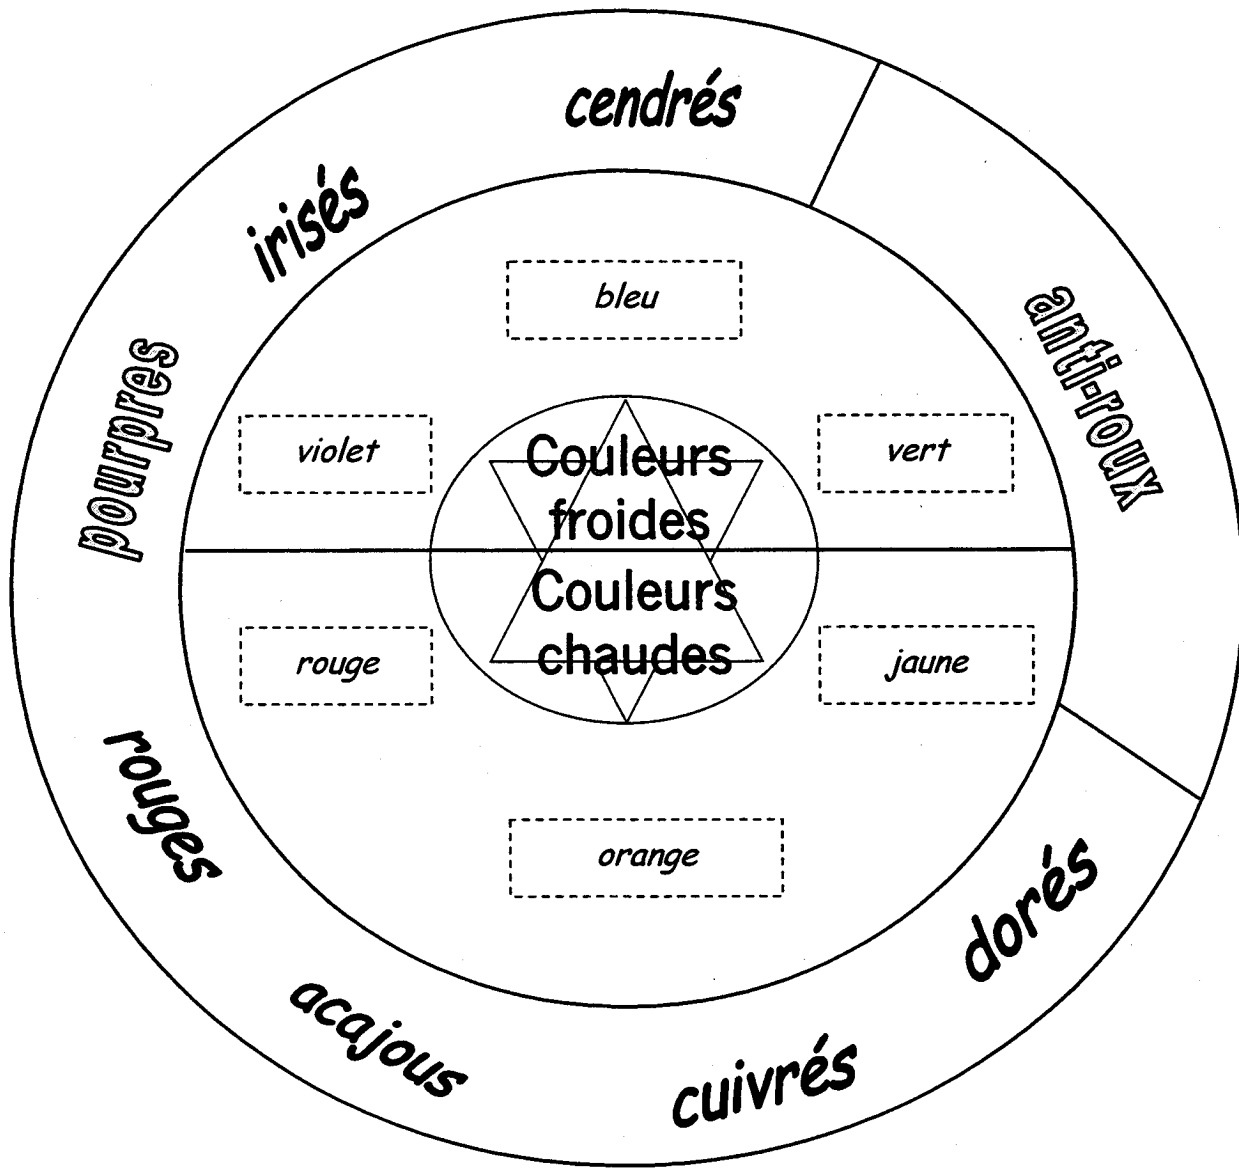 cendrés
irisés
anti-roux
pourpres
bleu
violet
vert
Couleurs
froides
Couleurs
chaudes
rouge
jaune
orange
rouges
dorés
acajous
cuivrés